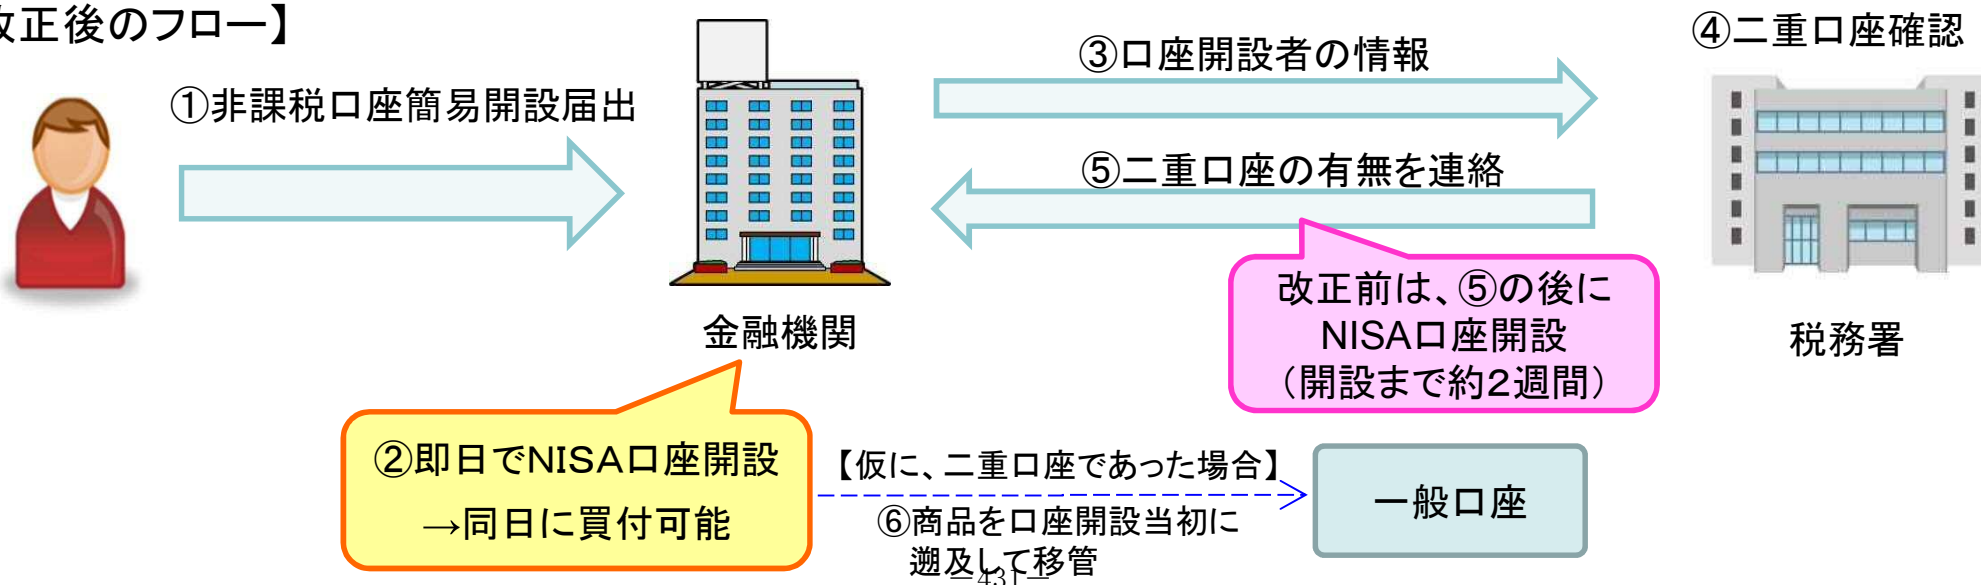 改正後のフロー】
①非課税口座簡易開設届出
③口座開設者の情報
④二重口座確認
⑤二重口座の有無を連絡
金融機関
改正前は、⑤の後に
NISA口座開設
（開設まで約２週間）
税務署
②即日でNISA口座開設
→同日に買付可能
【仮に、二重口座であった場合】
⑥商品を口座開設当初に
遡及して移管
一般口座
－431－